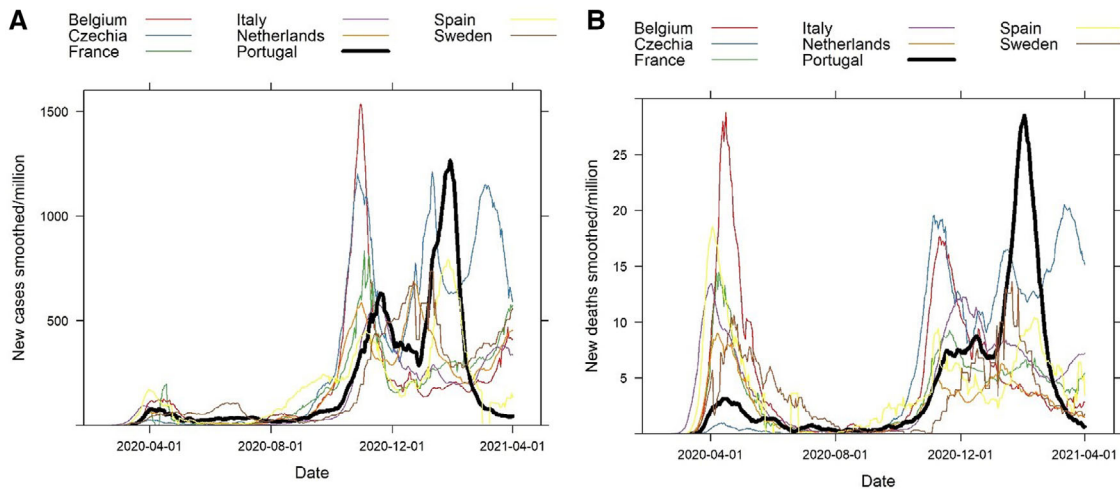 A
Belgium Italy Spain
Czechia Netherlands Sweden
France Portugal
New cases smoothed/million
1500
1000
500
2020-04-01 2020-08-01 2020-12-01 2021-04-01
Date
B
Belgium Italy Spain
Czechia Netherlands Sweden
France Portugal
New deaths smoothed/million
25
20
15
10
5
2020-04-01 2020-08-01 2020-12-01 2021-04-01
Date